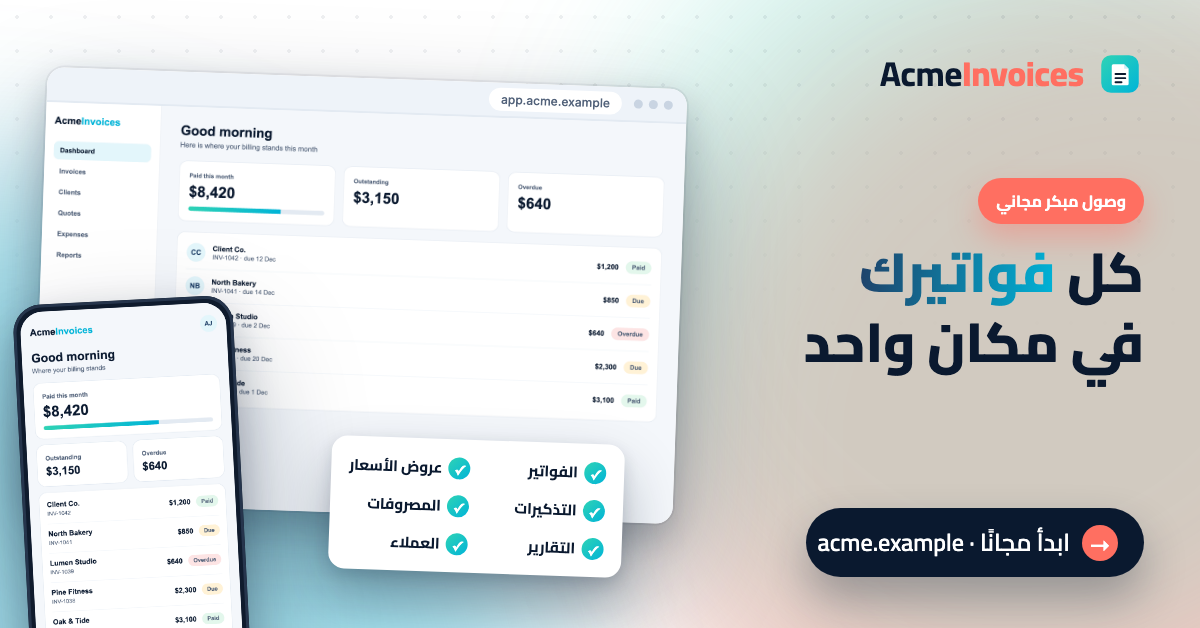 AcmeInvoices
وصول مبكر مجاني
كل فواتيرك
في مكان واحد
ابدأ مجانًا · acme.example
app.acme.example
AcmeInvoices
Dashboard
Invoices
Clients
Quotes
Expenses
Reports
Good morning
Here is where your billing stands this month
Paid this month
$8,420
Outstanding
$3,150
Overdue
$640
CC
Client Co.
INV-1042 · due 12 Dec
$1,200
Paid
NB
North Bakery
INV-1041 · due 14 Dec
$850
Due
Studio
· due 2 Dec
$640
Overdue
· due 20 Dec
$2,300
Due
· due 1 Dec
$3,100
Paid
الفواتير
عروض الأسعار
التذكيرات
المصروفات
التقارير
العملاء
AcmeInvoices
AJ
Good morning
Where your billing stands
Paid this month
$8,420
Outstanding
$3,150
Overdue
$640
Client Co.
INV-1042
$1,200
Paid
North Bakery
INV-1041
$850
Due
Lumen Studio
INV-1039
$640
Overdue
Pine Fitness
INV-1038
$2,300
Due
Oak & Tide
$3,100
Paid